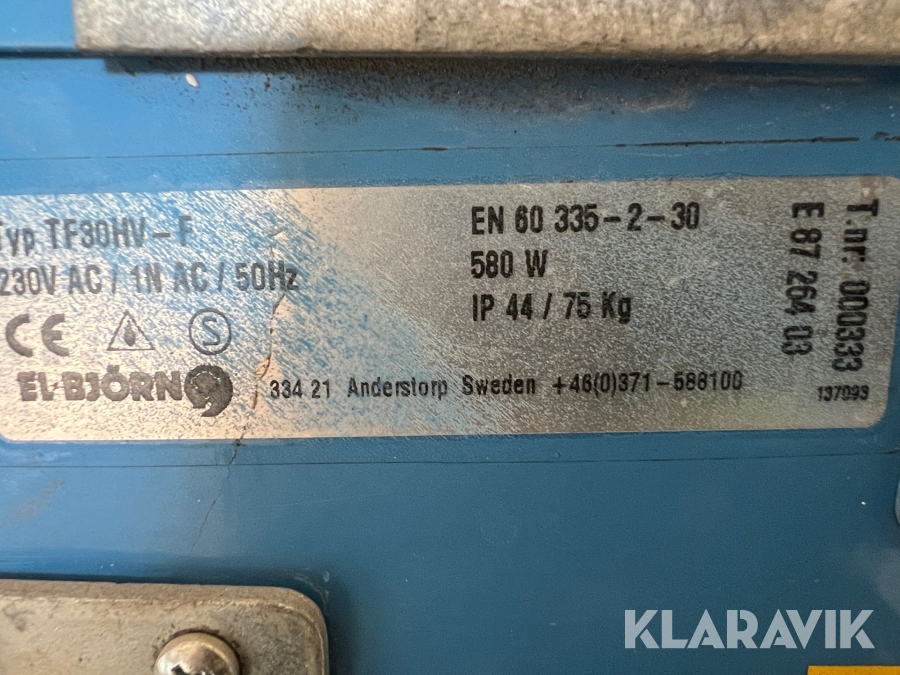 Typ TF30HV-F
230V AC / 1N AC / 50Hz
CE
S
EL-BJÖRN
EN 60 335-2-30
580 W
IP 44 / 75 Kg
334 21 Anderstorp Sweden +46(0)371-588100
T.nr: 000333
E 87 264 03
137093
KLARAVIK